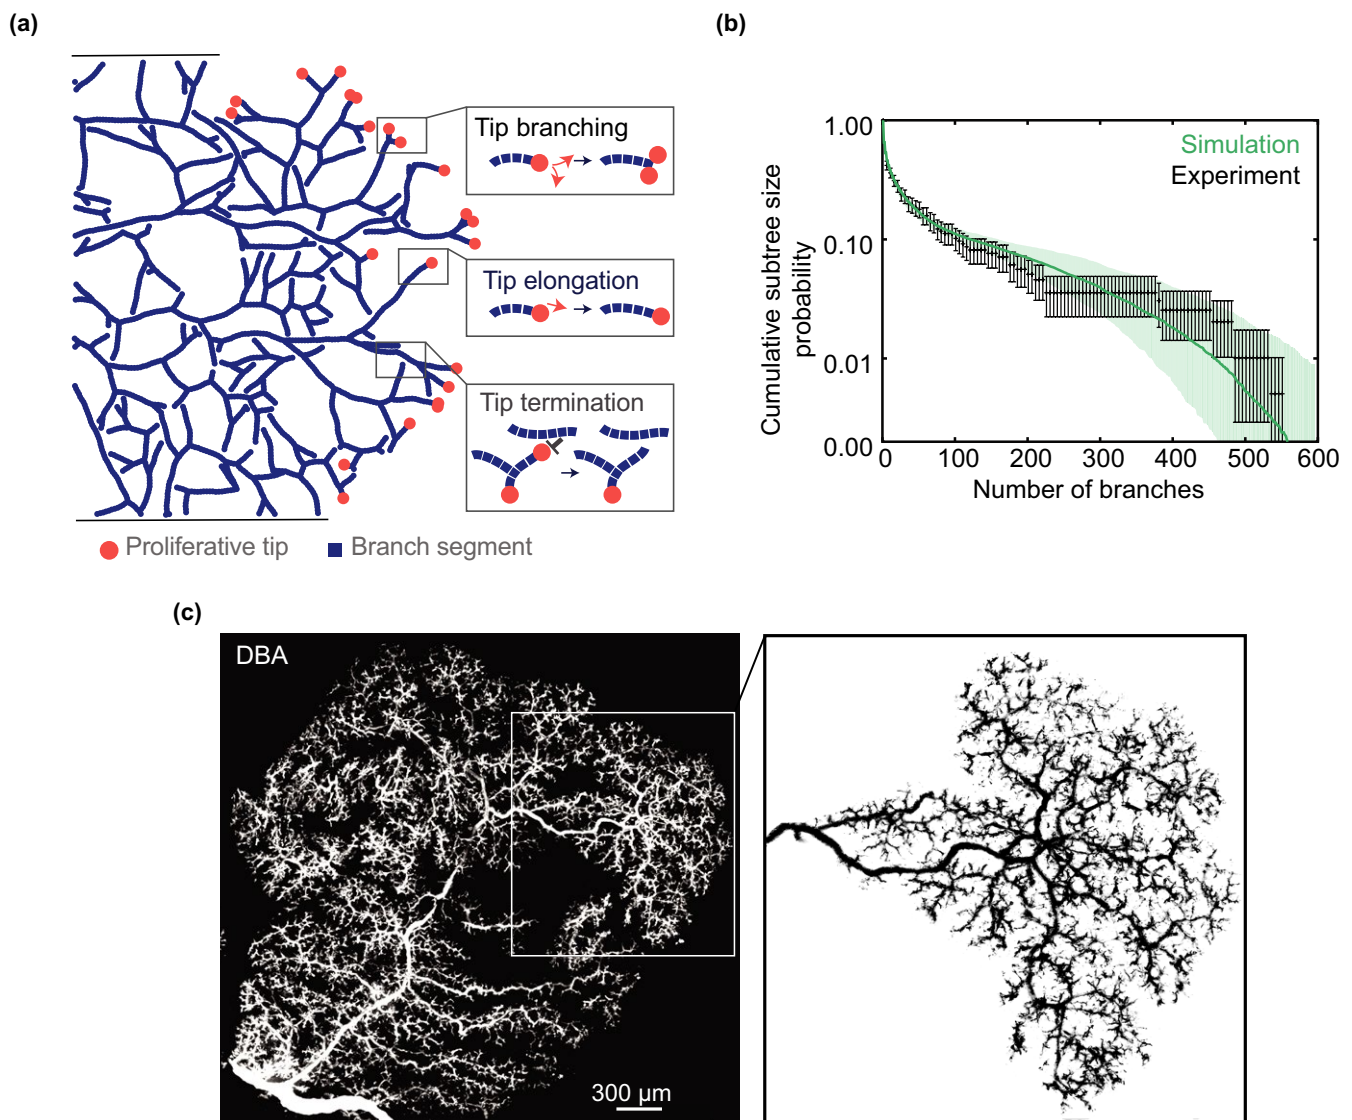 (a)
Tip branching
Tip elongation
Tip termination
Proliferative tip
Branch segment
(b)
Simulation
Experiment
1.00
0.10
0.01
0.00
Cumulative subtree size
probability
0 100 200 300 400 500 600
Number of branches
(c)
DBA
300 µm